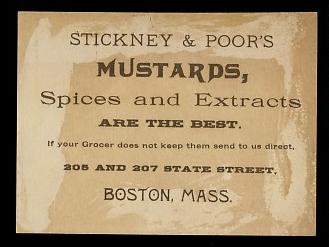 STICKNEY & POOR'S
MUSTARDS,
Spices and Extracts
ARE THE BEST.
If your Grocer does not keep them send to us direct,
205 AND 207 STATE STREET,
BOSTON, MASS.